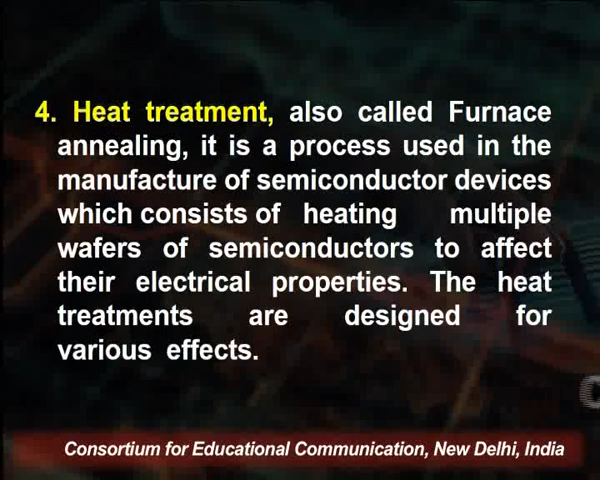 4. Heat treatment, also called Furnace
annealing, it is a process used in the
manufacture of semiconductor devices
which consists of heating multiple
wafers of semiconductors to affect
their electrical properties. The heat
treatments are designed for
various effects.
Consortium for Educational Communication, New Delhi, India